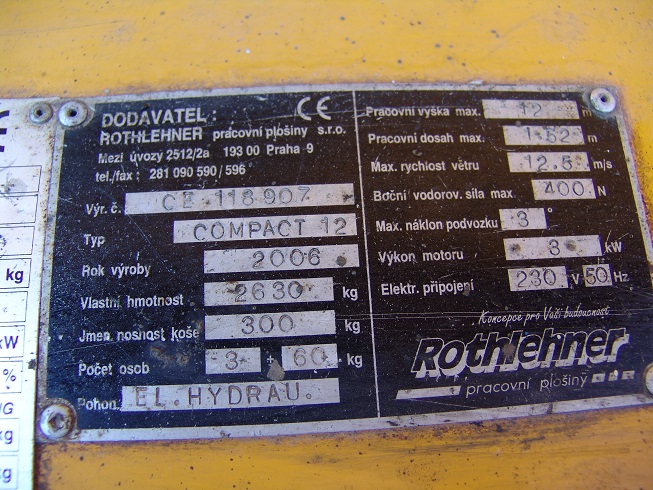 DODAVATEL: CE
ROTHLEHNER pracovní plošiny s.r.o.
Mezi úvozy 2512/2a 193 00 Praha 9
tel./fax : 281 090 590/596
Výr. č. CE 118907
Typ COMPACT 12
Rok výroby 2006
Vlastní hmotnost 2630 kg
Jmen. nosnost koše 300 kg
Počet osob 3 + 60 kg
Pohon EL. HYDRAU.
Pracovní výška max. 12 m
Pracovní dosah max. 1.52 m
Max. rychlost větru 12.5 m/s
Boční vodorov. síla max. 400 N
Max. náklon podvozku 3 °
Výkon motoru 3 kW
Elektr. připojení 230 V 50 Hz
Koncepce pro Vaši budoucnost
Rothlehner
pracovní plošiny
kg
kW
%
kg
kg